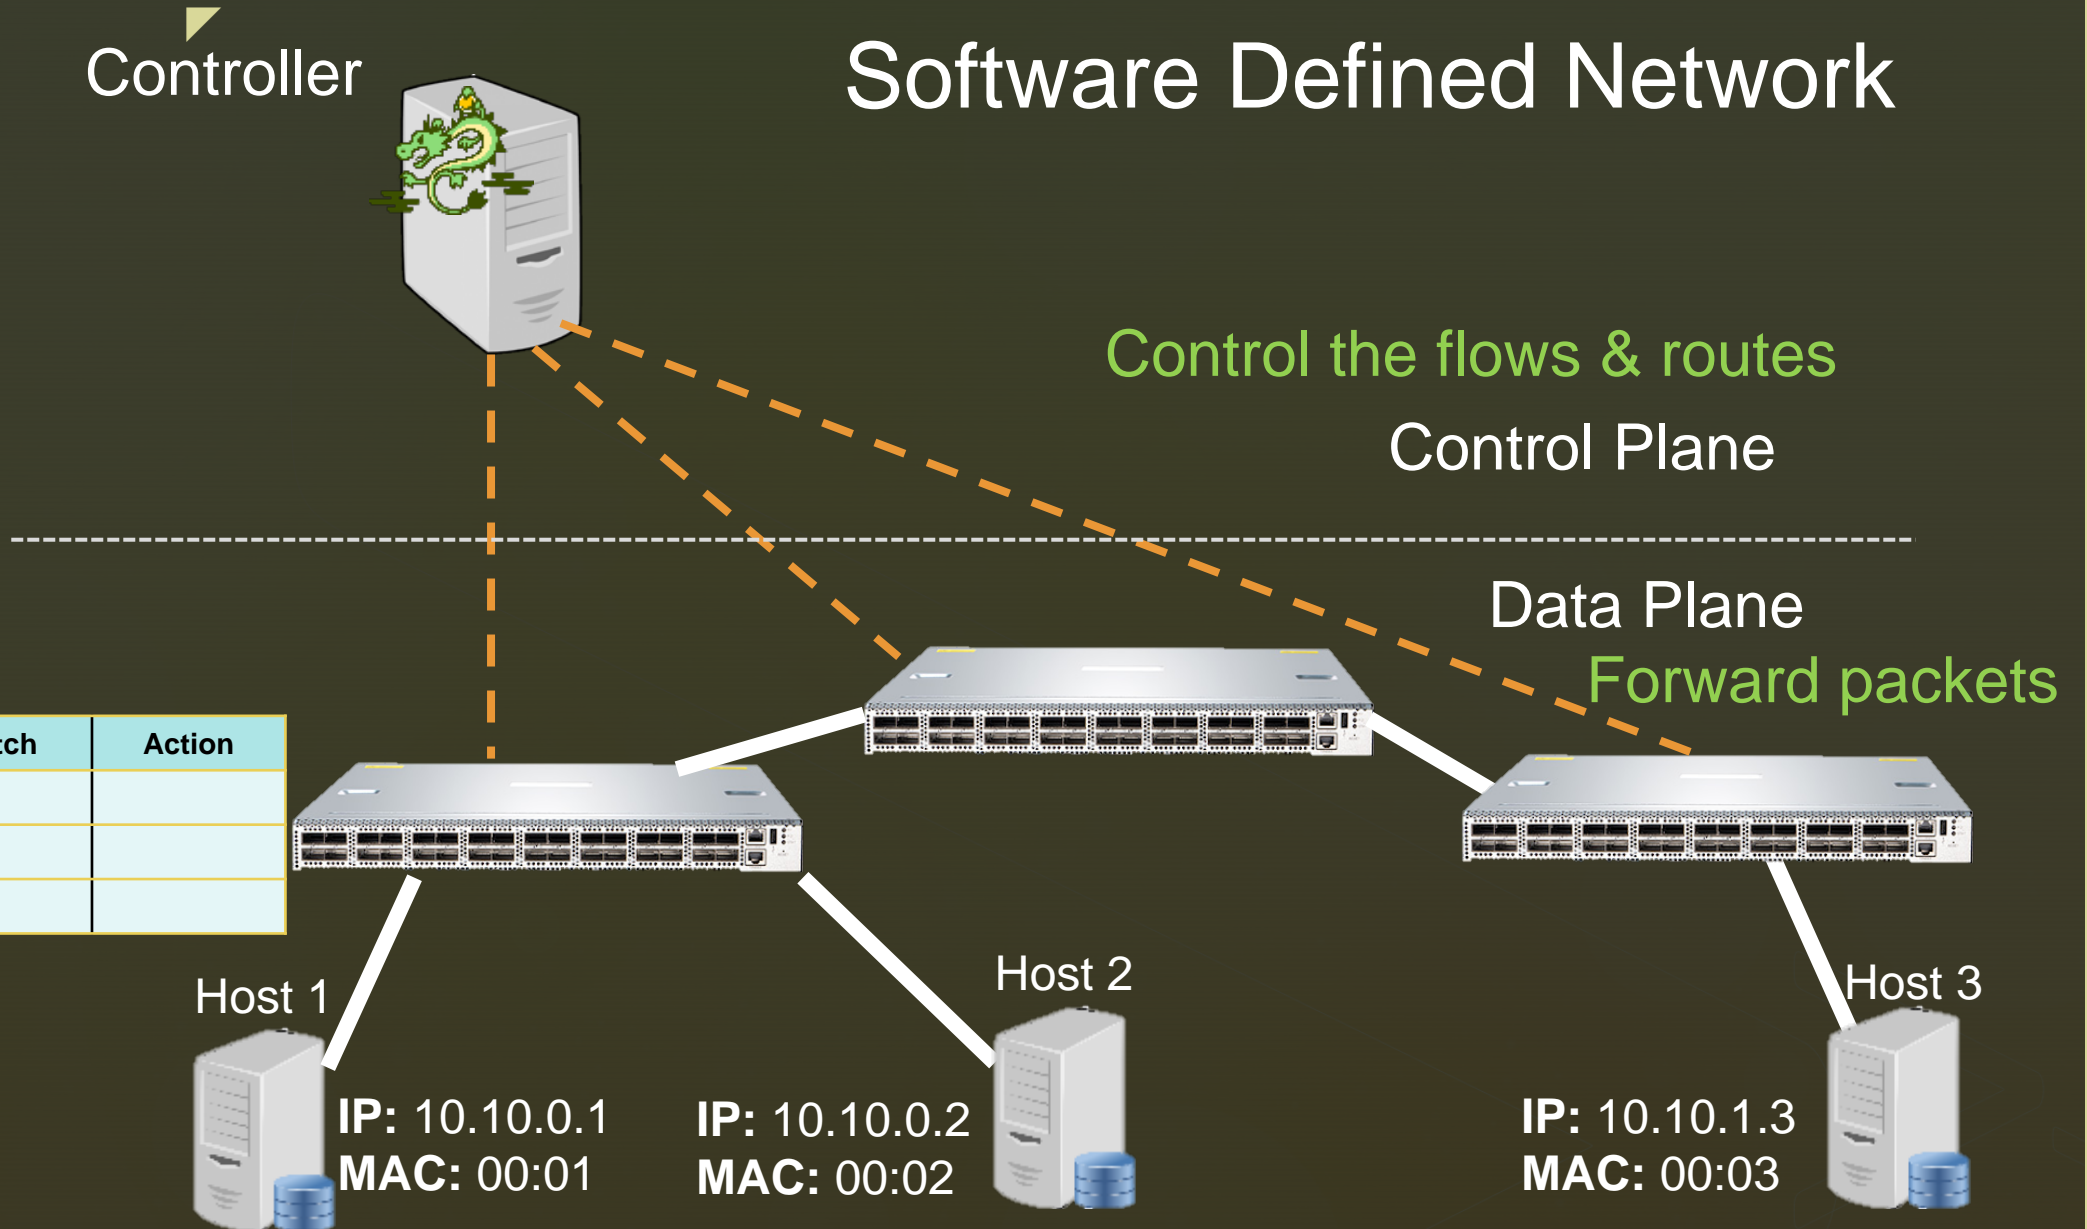 Controller
Software Defined Network
Control the flows & routes
Control Plane
Data Plane
Forward packets
tch Action
Host 1
Host 2
Host 3
IP: 10.10.0.1
MAC: 00:01
IP: 10.10.0.2
MAC: 00:02
IP: 10.10.1.3
MAC: 00:03